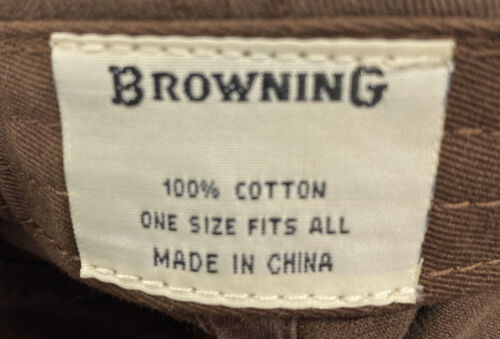 BROWNING
100% COTTON
ONE SIZE FITS ALL
MADE IN CHINA